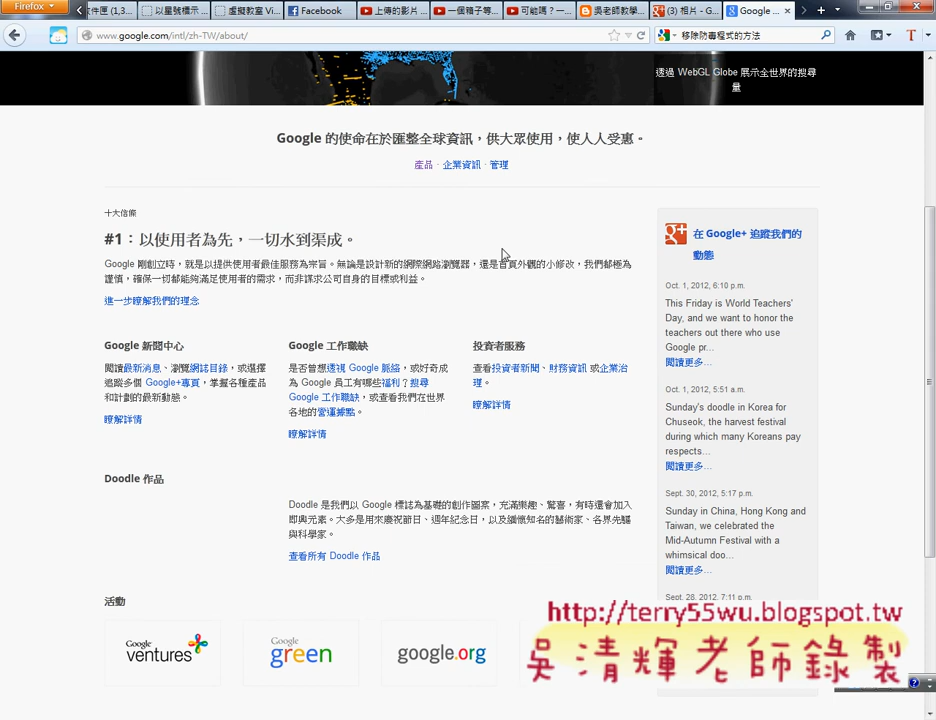 Firefox
文件匣 (1,3...
以星號標示 ...
虛擬教室 Vi...
Facebook
上傳的影片...
一個箱子等...
可能嗎？一...
吳老師教學...
(3) 相片 - G...
Google ...
www.google.com/intl/zh-TW/about/
移除防毒程式的方法
透過 WebGL Globe 展示全世界的搜尋
量
Google 的使命在於匯整全球資訊，供大眾使用，使人人受惠。
產品 · 企業資訊 · 管理
十大信條
#1：以使用者為先，一切水到渠成。
Google 剛創立時，就是以提供使用者最佳服務為宗旨。無論是設計新的網際網路瀏覽器，還是首頁外觀的小修改，我們都極為
謹慎，確保一切都能夠滿足使用者的需求，而非謀求公司自身的目標或利益。
進一步瞭解我們的理念
Google 新聞中心
閱讀最新消息、瀏覽網誌目錄，或選擇
追蹤多個 Google+專頁，掌握各種產品
和計劃的最新動態。
瞭解詳情
Google 工作職缺
是否曾想透視 Google 脈絡，或好奇成
為 Google 員工有哪些福利？搜尋
Google 工作職缺，或查看我們在世界
各地的營運據點。
瞭解詳情
投資者服務
查看投資者新聞、財務資訊 或企業治
理。
瞭解詳情
Doodle 作品
Doodle 是我們以 Google 標誌為基礎的創作圖案，充滿樂趣、驚喜，有時還會加入
即興元素。大多是用來慶祝節日、週年紀念日，以及緬懷知名的藝術家、各界先驅
與科學家。
查看所有 Doodle 作品
活動
Google
ventures
Google
green
google.org
在 Google+ 追蹤我們的
動態
Oct. 1, 2012, 6:10 p.m.
This Friday is World Teachers'
Day, and we want to honor the
teachers out there who use
Google pr...
閱讀更多...
Oct. 1, 2012, 5:51 a.m.
Sunday's doodle in Korea for
Chuseok, the harvest festival
during which many Koreans pay
respects...
閱讀更多...
Sept. 30, 2012, 5:17 p.m.
Sunday in China, Hong Kong and
Taiwan, we celebrated the
Mid-Autumn Festival with a
whimsical doo...
閱讀更多...
Sept. 28, 2012, 7:11 p.m.
http://terry55wu.blogspot.tw
吳清輝老師錄製